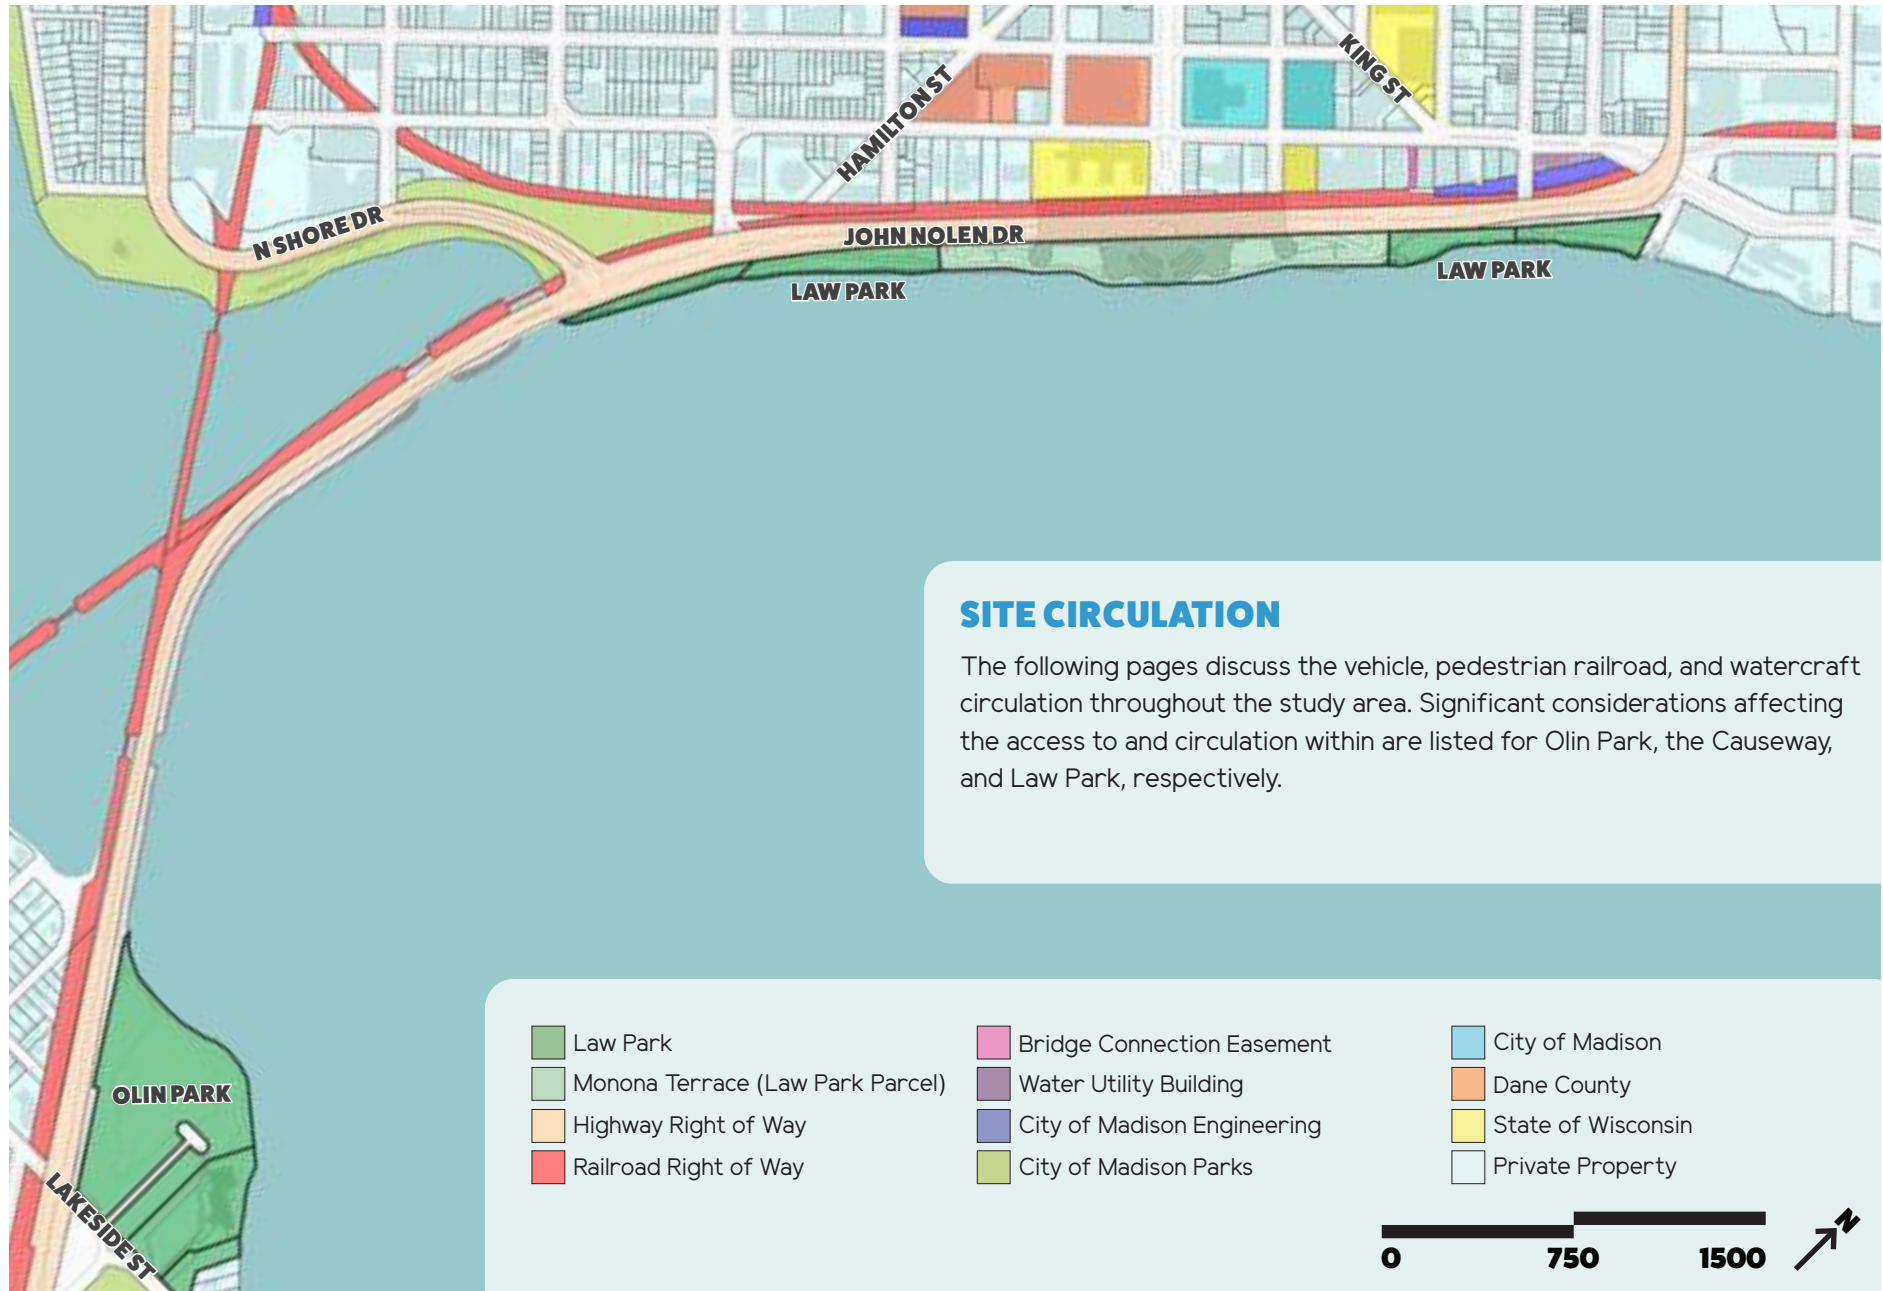 KING ST
HAMILTON ST
N SHORE DR
JOHN NOLEN DR
LAW PARK
LAW PARK
SITE CIRCULATION
The following pages discuss the vehicle, pedestrian railroad, and watercraft
circulation throughout the study area. Significant considerations affecting
the access to and circulation within are listed for Olin Park, the Causeway,
and Law Park, respectively.
OLIN PARK
LAKESIDE ST
Law Park
Monona Terrace (Law Park Parcel)
Highway Right of Way
Railroad Right of Way
Bridge Connection Easement
Water Utility Building
City of Madison Engineering
City of Madison Parks
City of Madison
Dane County
State of Wisconsin
Private Property
0 750 1500
N